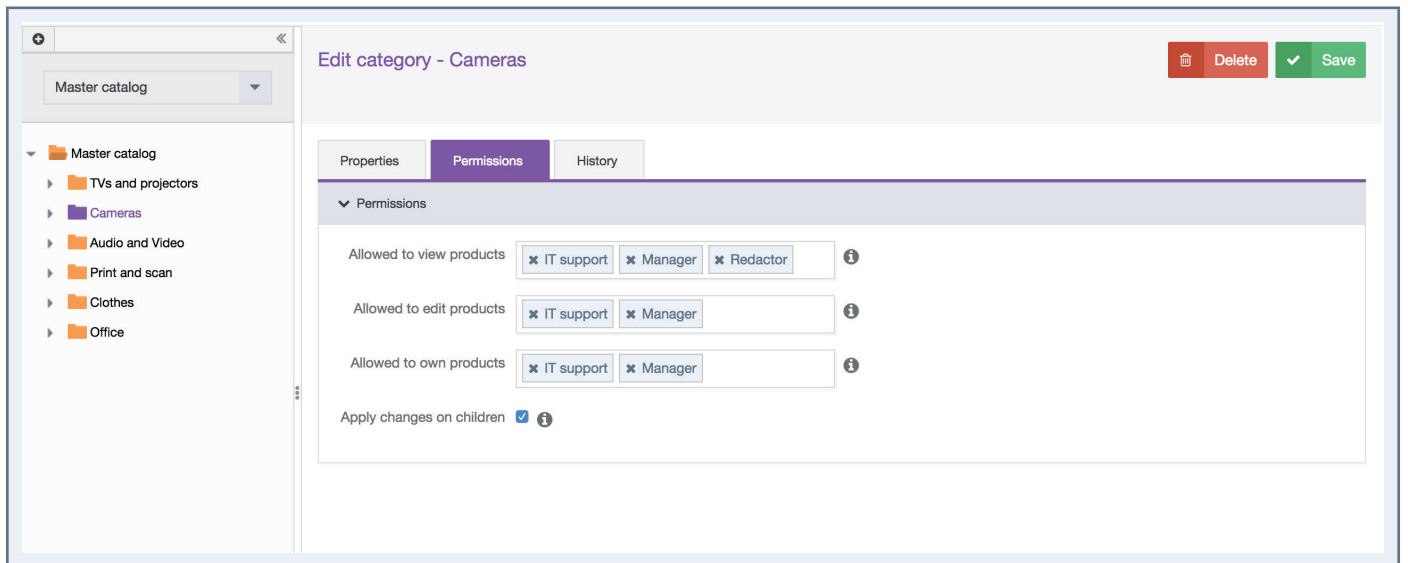 Master catalog
Master catalog
TVs and projectors
Cameras
Audio and Video
Print and scan
Clothes
Office
Edit category - Cameras
Delete
Save
Properties
Permissions
History
Permissions
Allowed to view products
IT support
Manager
Redactor
Allowed to edit products
IT support
Manager
Allowed to own products
IT support
Manager
Apply changes on children